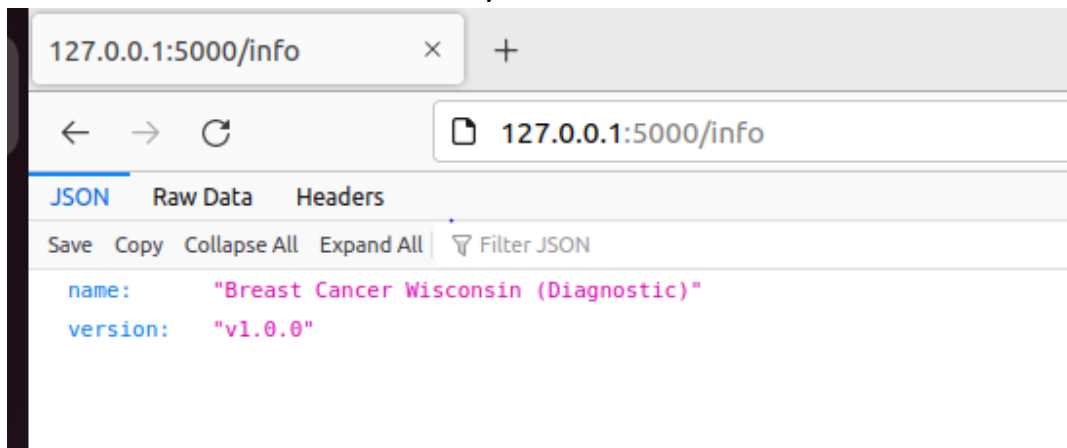 127.0.0.1:5000/info
127.0.0.1:5000/info
JSON Raw Data Headers
Save Copy Collapse All Expand All Filter JSON
name: "Breast Cancer Wisconsin (Diagnostic)"
version: "v1.0.0"